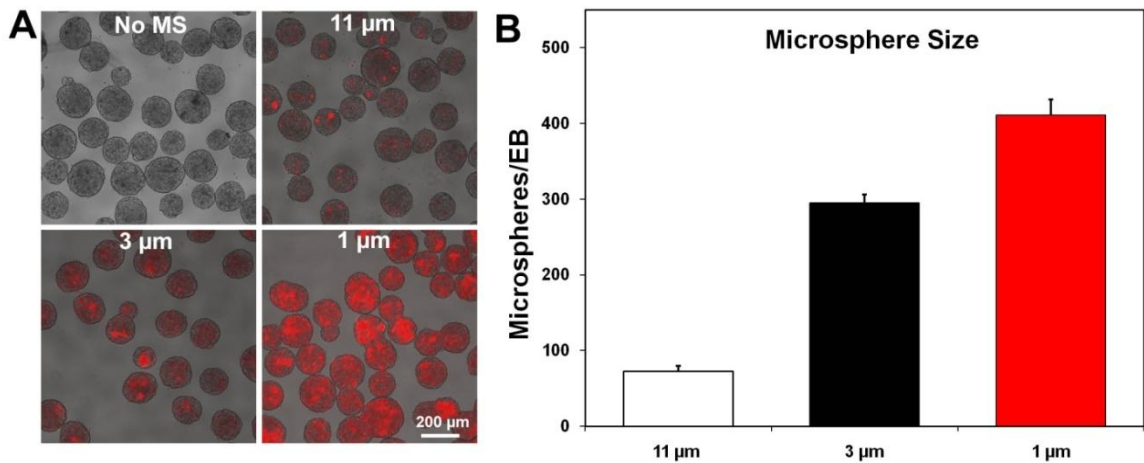 A
No MS
11 µm
3 µm
1 µm
200 µm
B
Microsphere Size
Microspheres/EB
500
400
300
200
100
0
11 µm
3 µm
1 µm